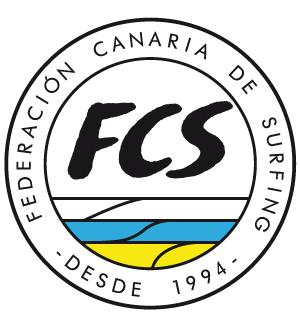 FEDERACIÓN CANARIA DE SURFING
FCS
-DESDE 1994-